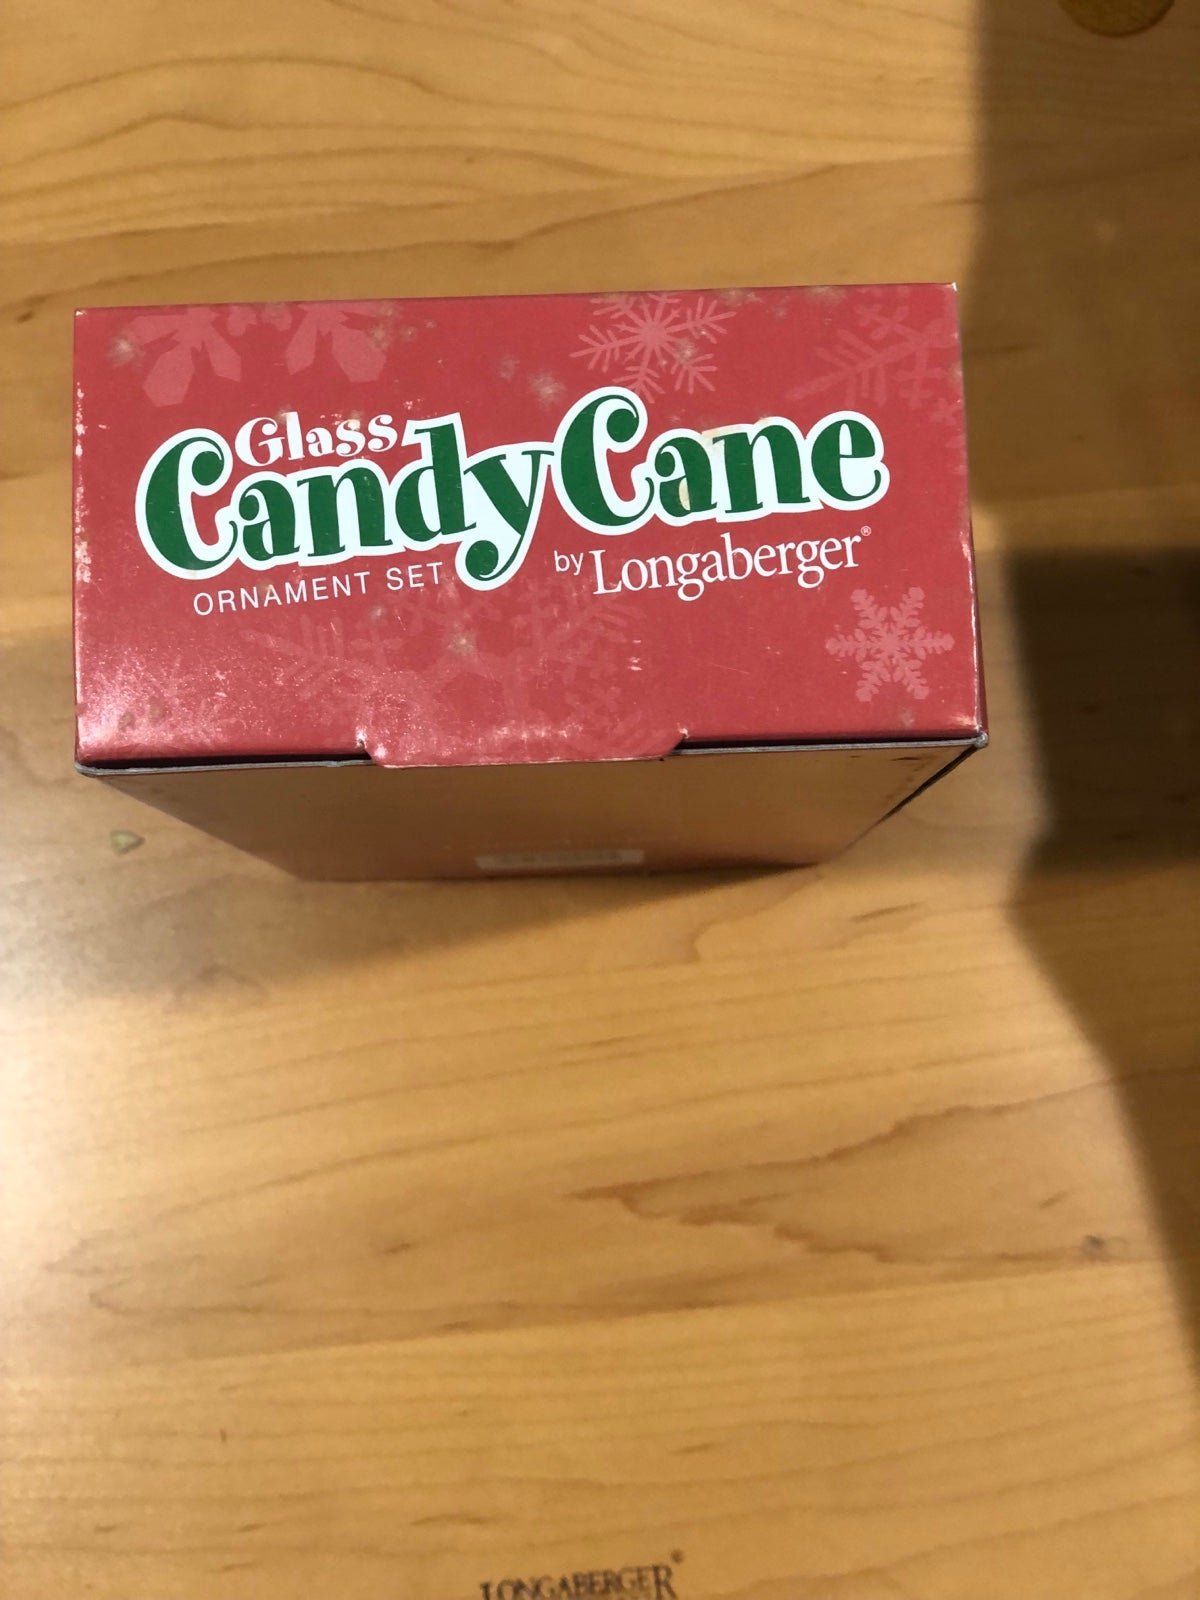 Glass
Candy Cane
ORNAMENT SET
by Longaberger®
LONGABERGER®